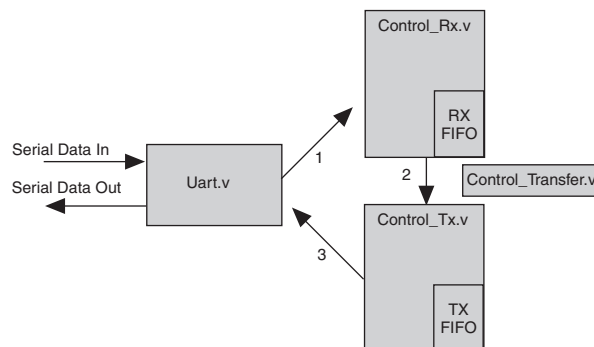 Control_Rx.v
RX
FIFO
Serial Data In
1
Uart.v
2
Control_Transfer.v
Serial Data Out
Control_Tx.v
3
TX
FIFO